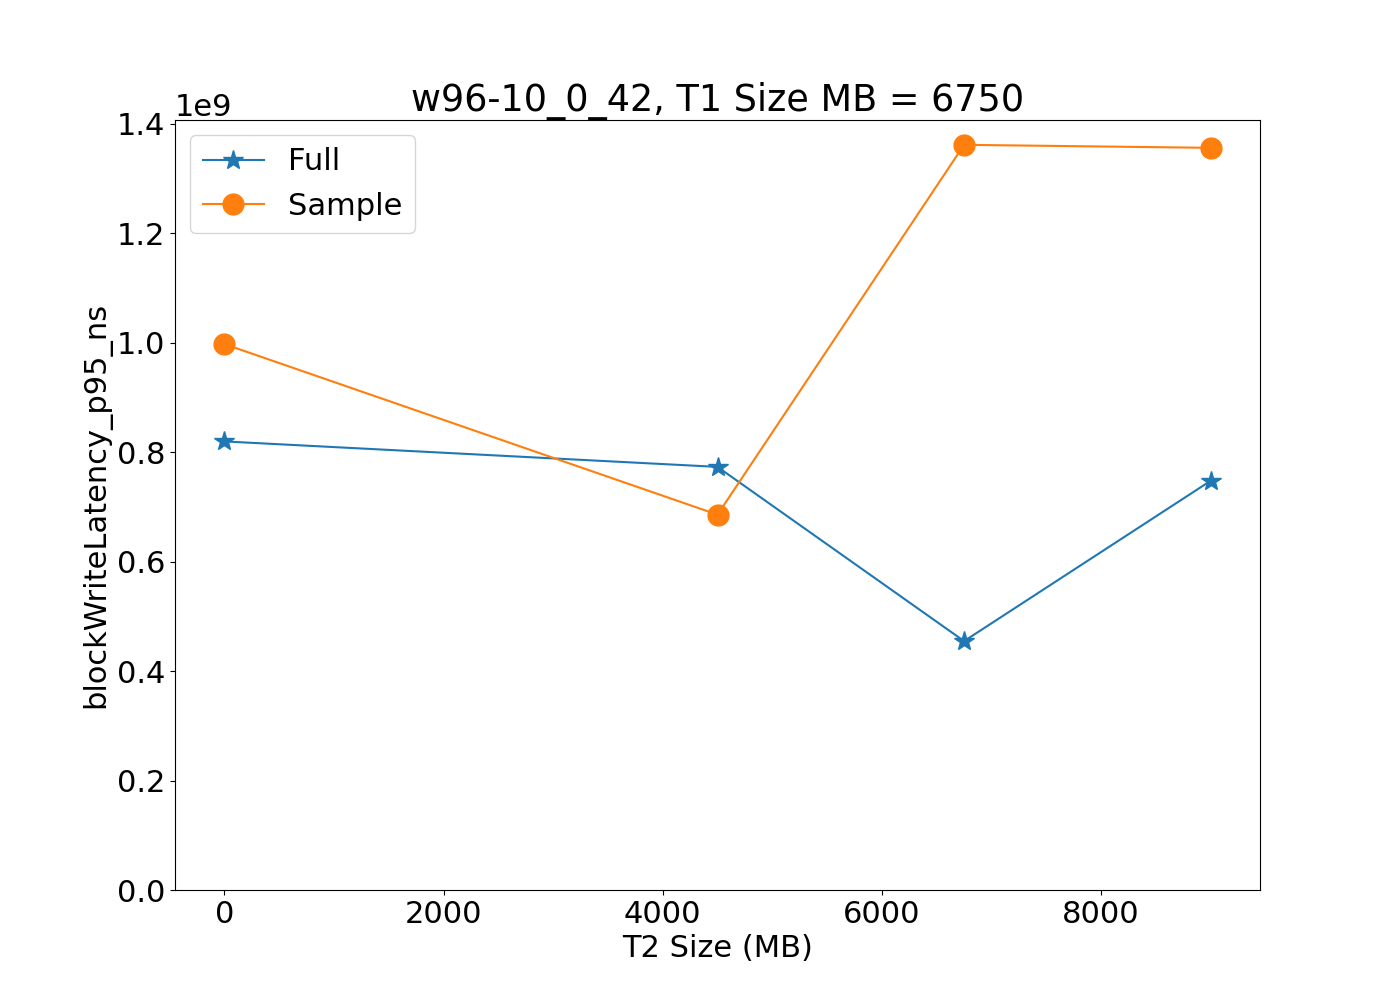 w96-10_0_42, T1 Size MB = 6750
1e9
1.4
1.2
1.0
0.8
0.6
0.4
0.2
0.0
blockWriteLatency_p95_ns
Full
Sample
0
2000
4000
6000
8000
T2 Size (MB)